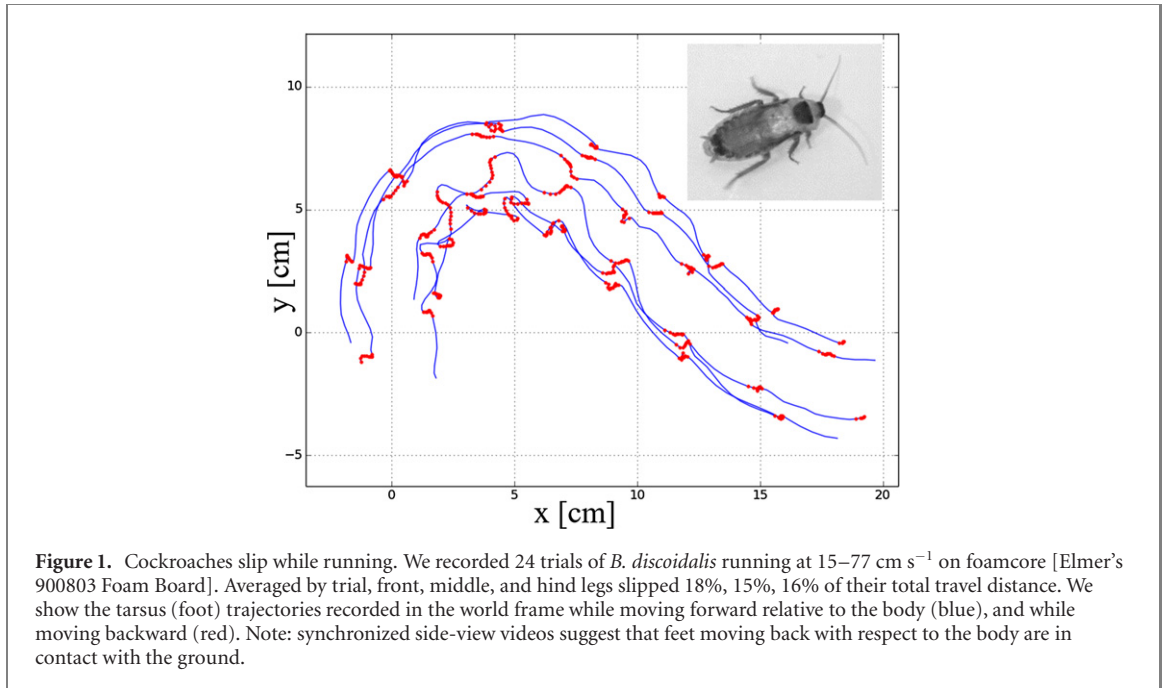 10
5
0
−5
y [cm]
0
5
10
15
20
x [cm]
Figure 1. Cockroaches slip while running. We recorded 24 trials of B. discoidalis running at 15–77 cm s−1 on foamcore [Elmer's
900803 Foam Board]. Averaged by trial, front, middle, and hind legs slipped 18%, 15%, 16% of their total travel distance. We
show the tarsus (foot) trajectories recorded in the world frame while moving forward relative to the body (blue), and while
moving backward (red). Note: synchronized side-view videos suggest that feet moving back with respect to the body are in
contact with the ground.